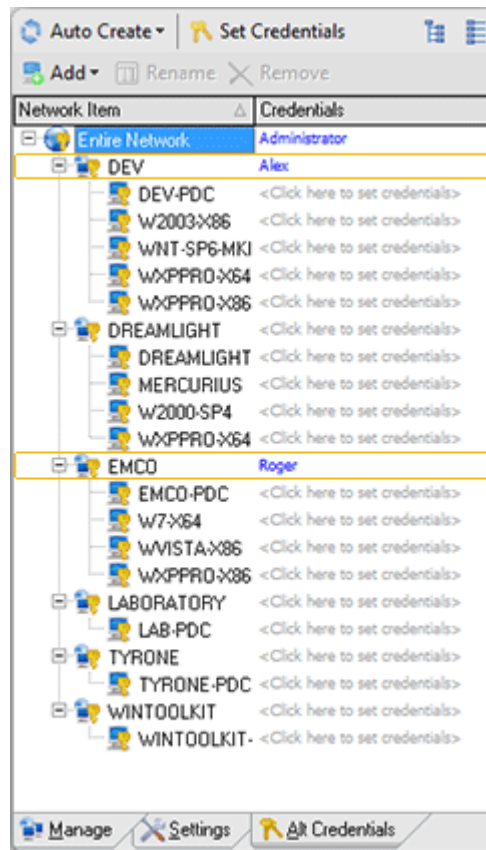 Auto Create Set Credentials
Add Rename Remove
Network Item Credentials
Entire Network Administrator
DEV Alex
DEV-PDC <Click here to set credentials>
W2003-X86 <Click here to set credentials>
WNT-SP6-MKI <Click here to set credentials>
WXPPRO-X64 <Click here to set credentials>
WXPPRO-X86 <Click here to set credentials>
DREAMLIGHT <Click here to set credentials>
DREAMLIGHT <Click here to set credentials>
MERCURIUS <Click here to set credentials>
W2000-SP4 <Click here to set credentials>
WXPPRO-X64 <Click here to set credentials>
EMCO Roger
EMCO-PDC <Click here to set credentials>
W7-X64 <Click here to set credentials>
WVISTA-X86 <Click here to set credentials>
WXPPRO-X86 <Click here to set credentials>
LABORATORY <Click here to set credentials>
LAB-PDC <Click here to set credentials>
TYRONE <Click here to set credentials>
TYRONE-PDC <Click here to set credentials>
WINTOOLKIT <Click here to set credentials>
WINTOOLKIT- <Click here to set credentials>
Manage Settings Alt Credentials